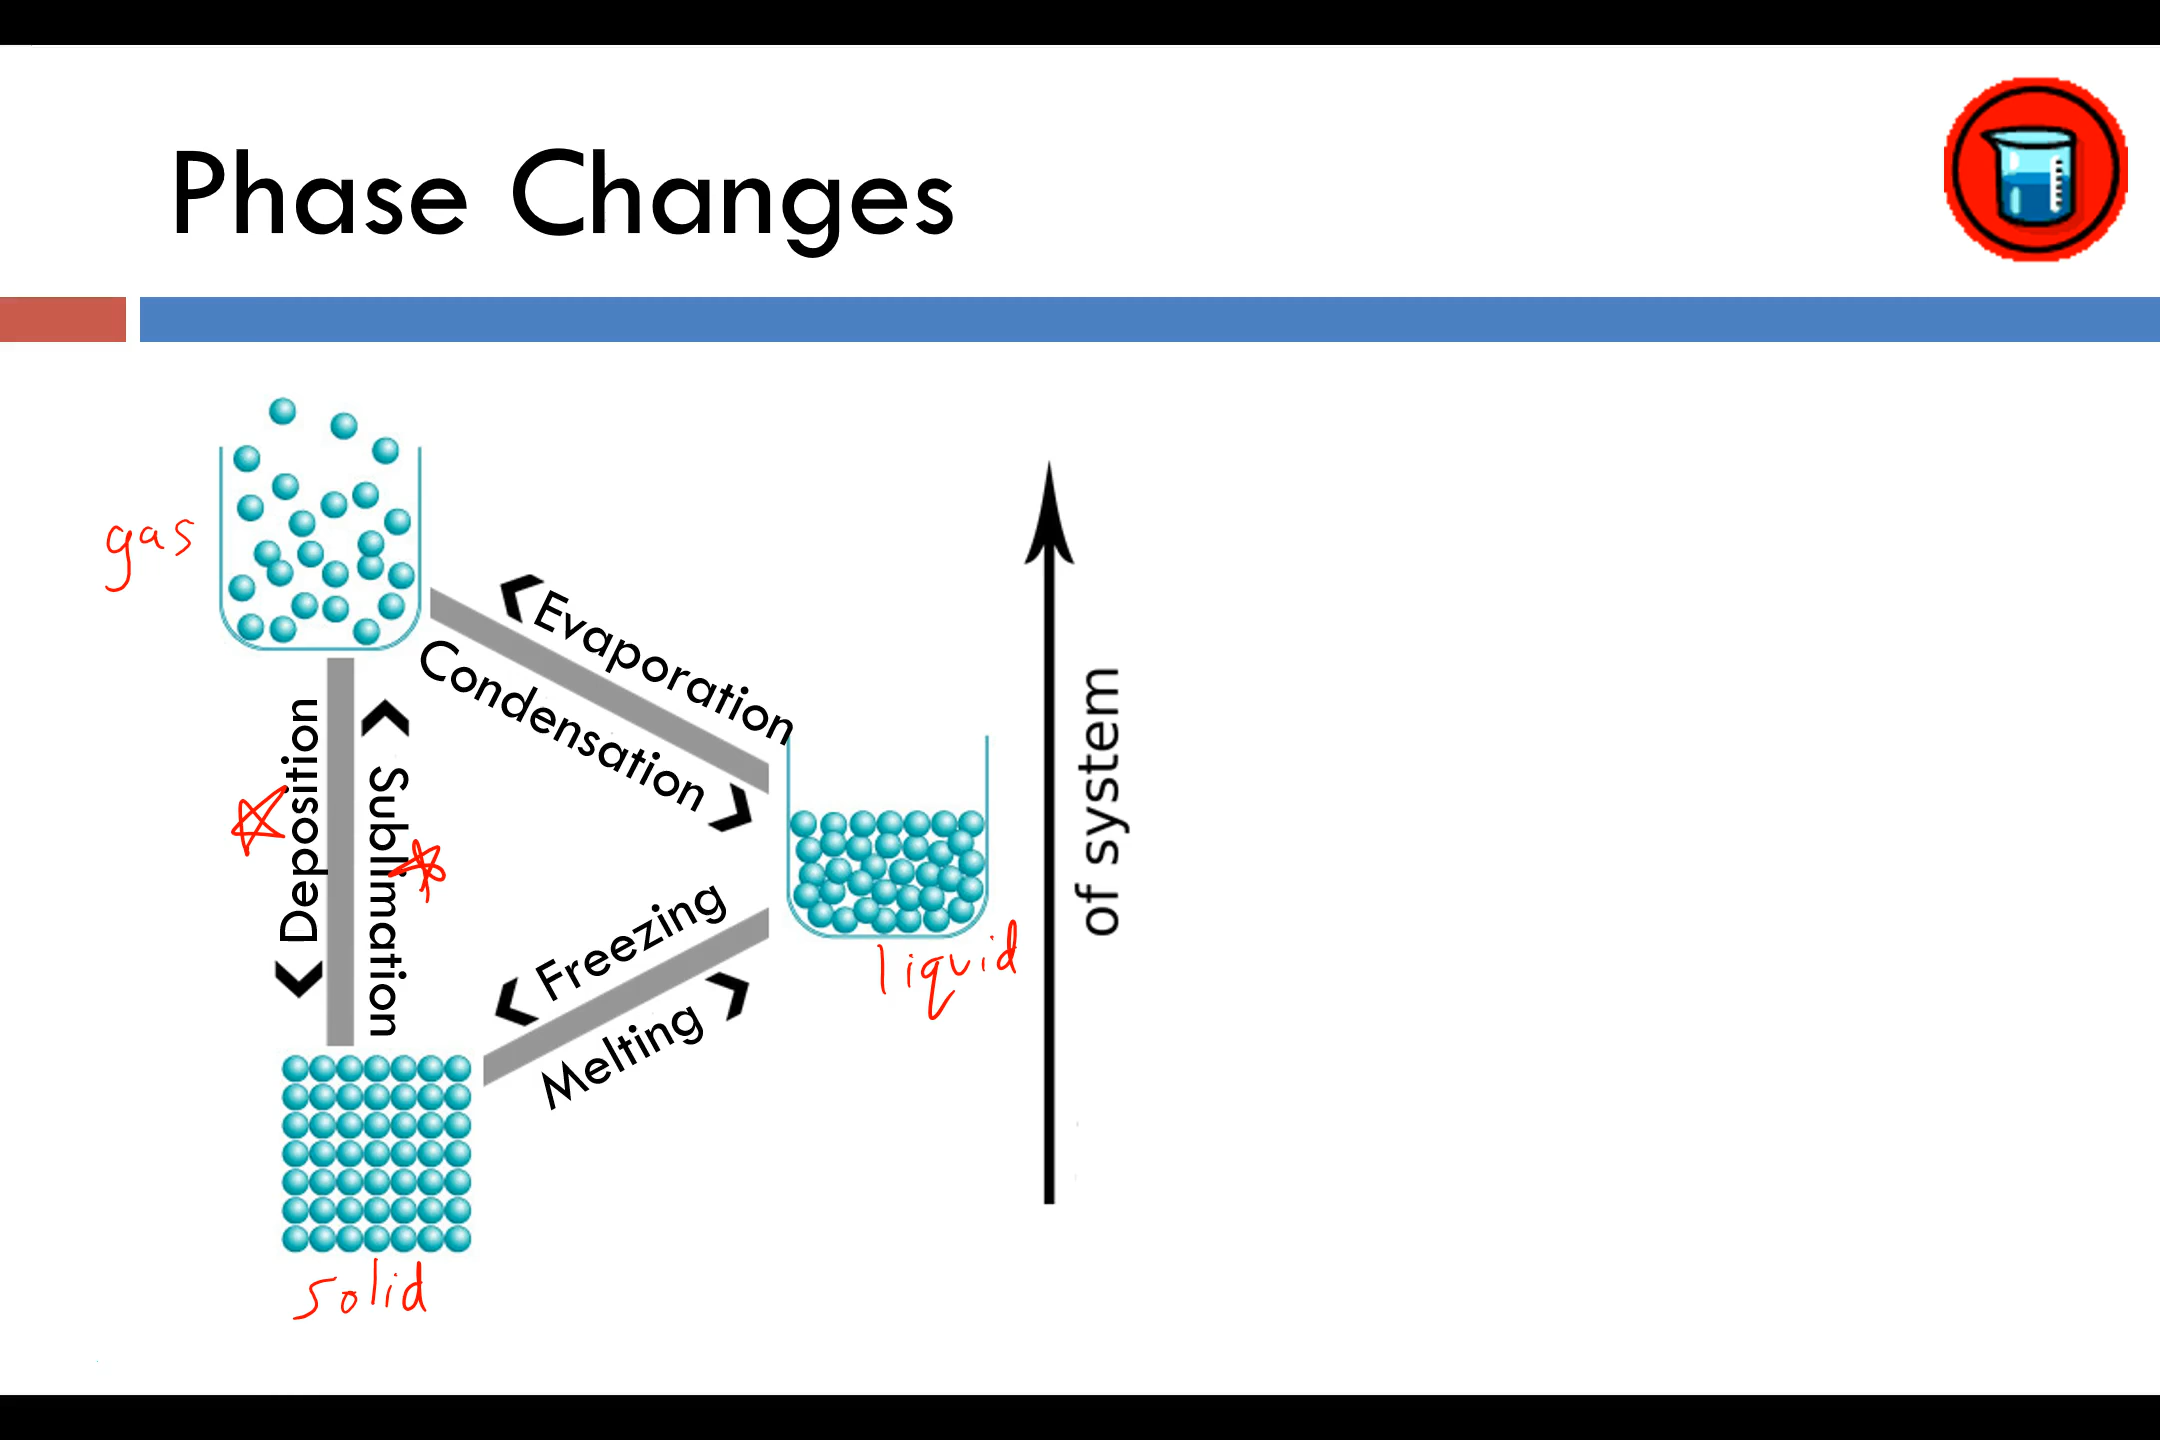 Phase Changes
gas
Evaporation
Condensation
Deposition
Sublimation
of system
Freezing
Melting
liquid
solid